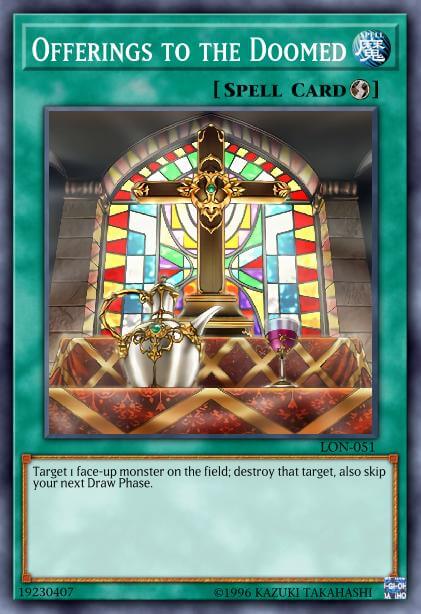 OFFERINGS TO THE DOOMED
SPELL
魔
[SPELL CARD]
LON-051
Target 1 face-up monster on the field; destroy that target, also skip
your next Draw Phase.
19230407
©1996 KAZUKI TAKAHASHI